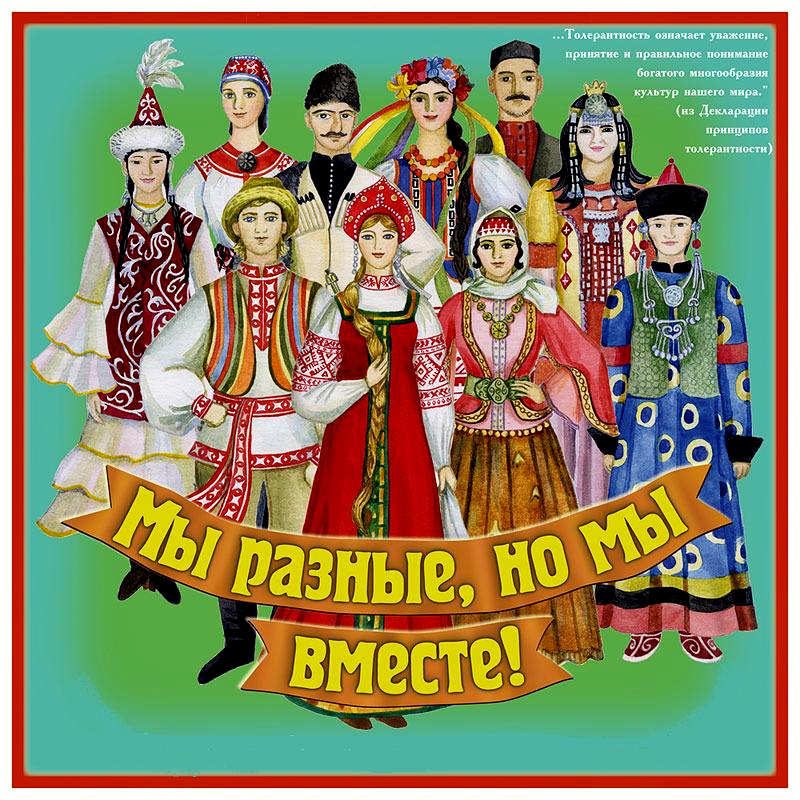 ...Толерантность означает уважение,
принятие и правильное понимание
богатого многообразия
культур нашего мира."
(из Декларации
принципов
толерантности)
Мы разные, но мы
вместе!